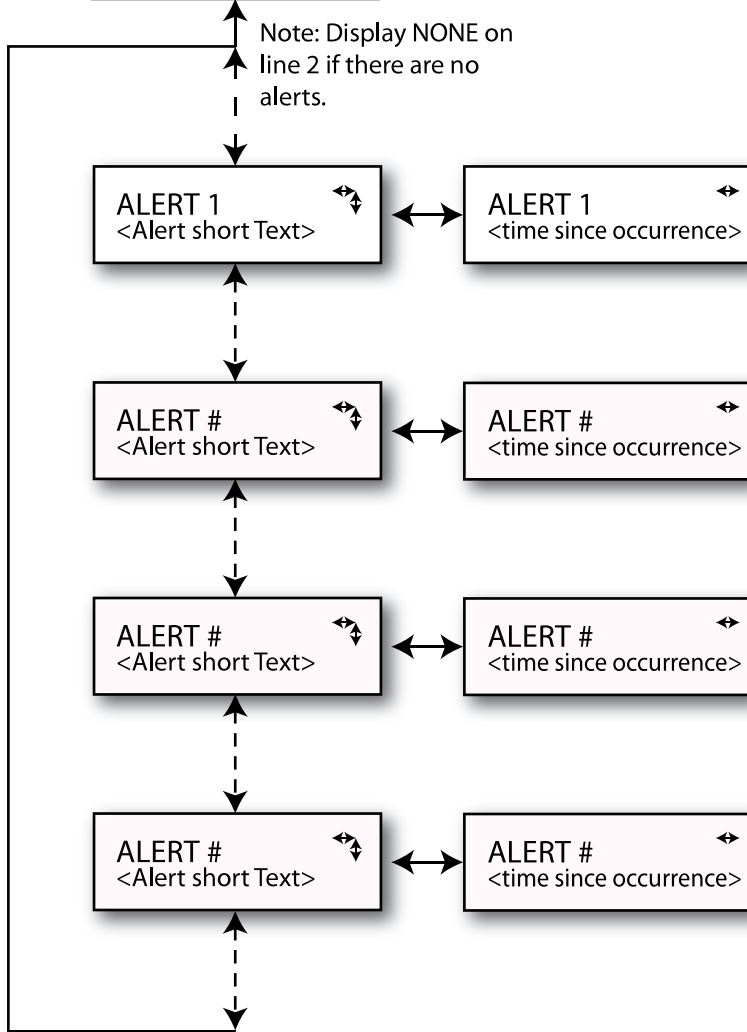 Note: Display NONE on
line 2 if there are no
alerts.
ALERT 1
<Alert short Text>
ALERT 1
<time since occurrence>
ALERT #
<Alert short Text>
ALERT #
<time since occurrence>
ALERT #
<Alert short Text>
ALERT #
<time since occurrence>
ALERT #
<Alert short Text>
ALERT #
<time since occurrence>